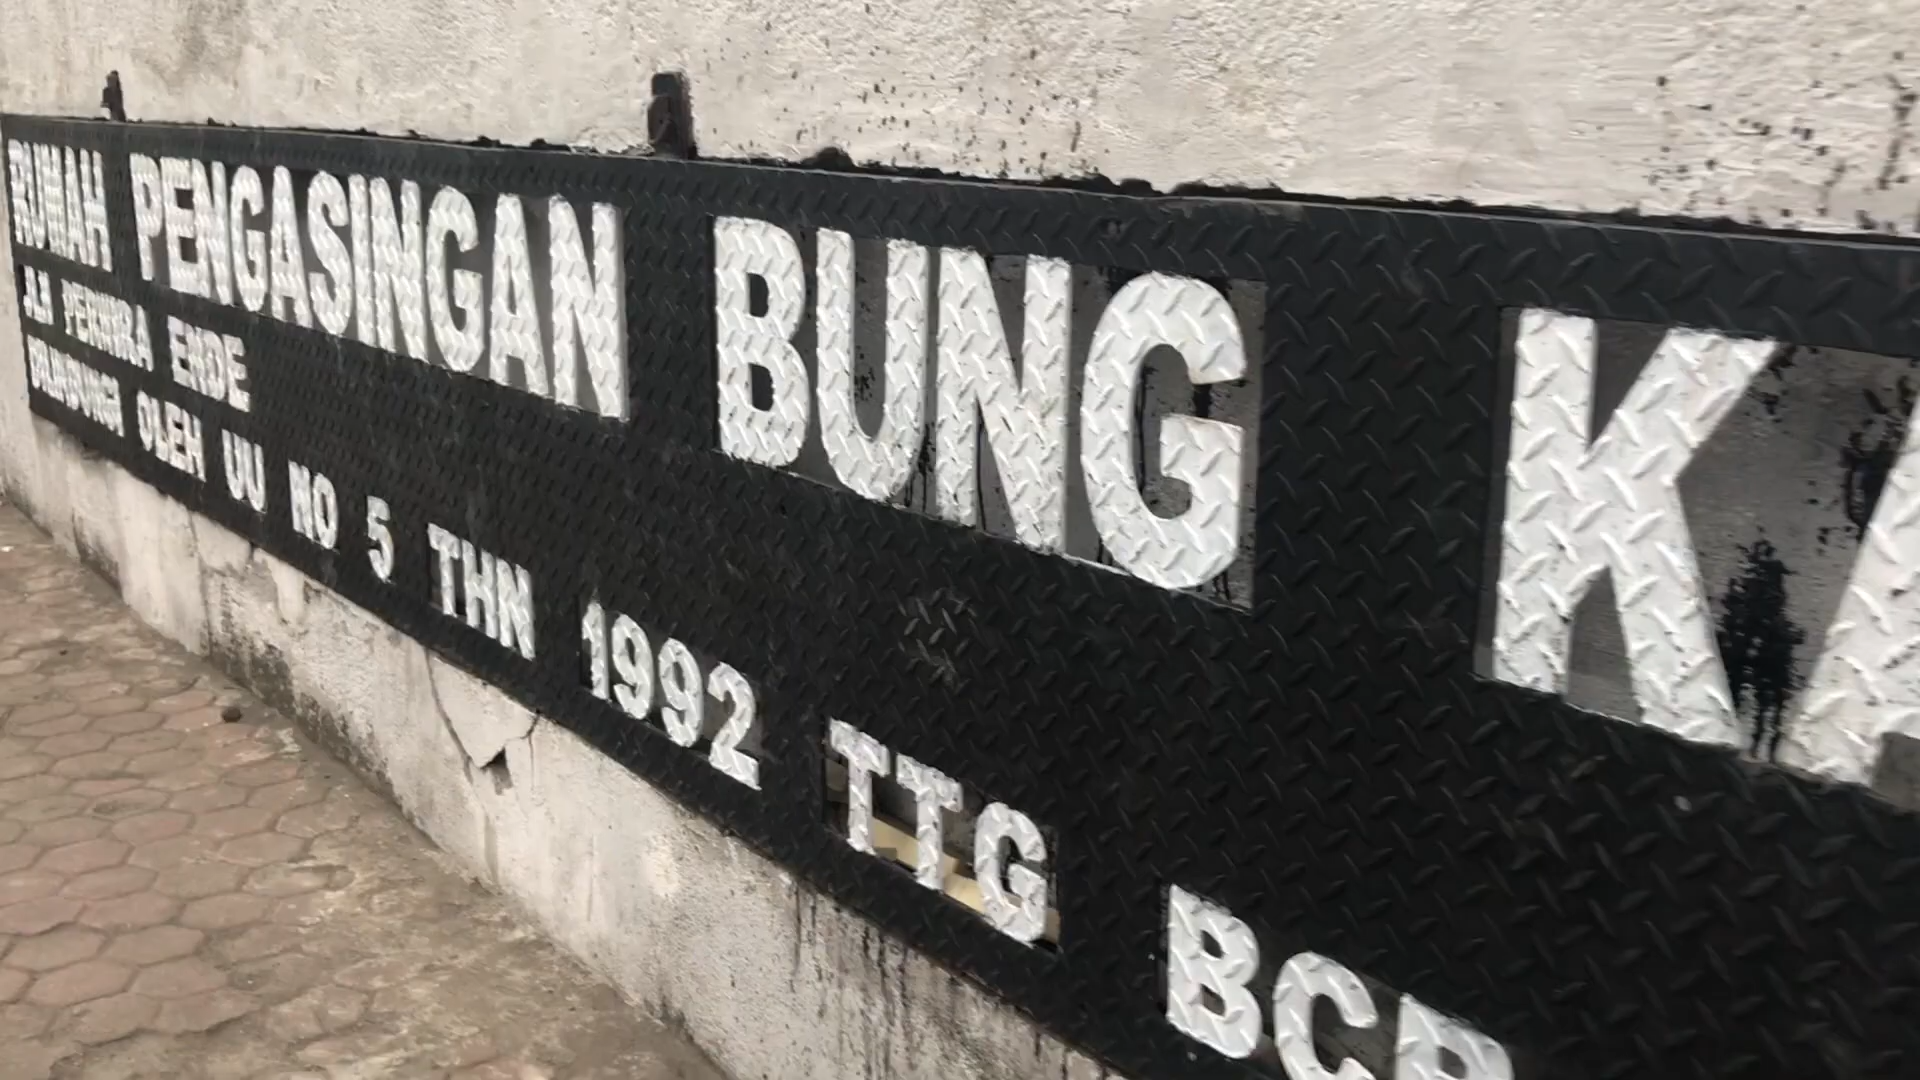 RUMAH PENGASINGAN BUNG KA
JLN PERWIRA ENDE
DILINDUNGI OLEH UU NO 5 THN 1992 TTG BCB